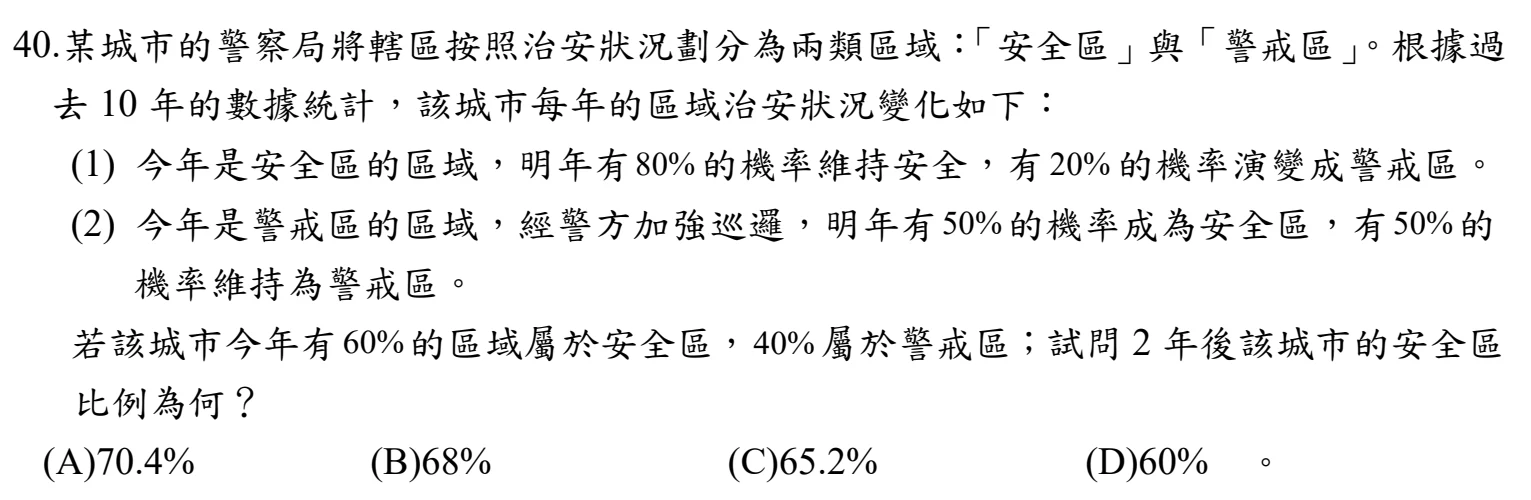 40.某城市的警察局將轄區按照治安狀況劃分為兩類區域：「安全區」與「警戒區」。根據過
去 10 年的數據統計，該城市每年的區域治安狀況變化如下：
(1) 今年是安全區的區域，明年有80%的機率維持安全，有20%的機率演變成警戒區。
(2) 今年是警戒區的區域，經警方加強巡邏，明年有50%的機率成為安全區，有50%的
機率維持為警戒區。
若該城市今年有60%的區域屬於安全區，40%屬於警戒區；試問 2 年後該城市的安全區
比例為何？
(A)70.4% (B)68% (C)65.2% (D)60% 。